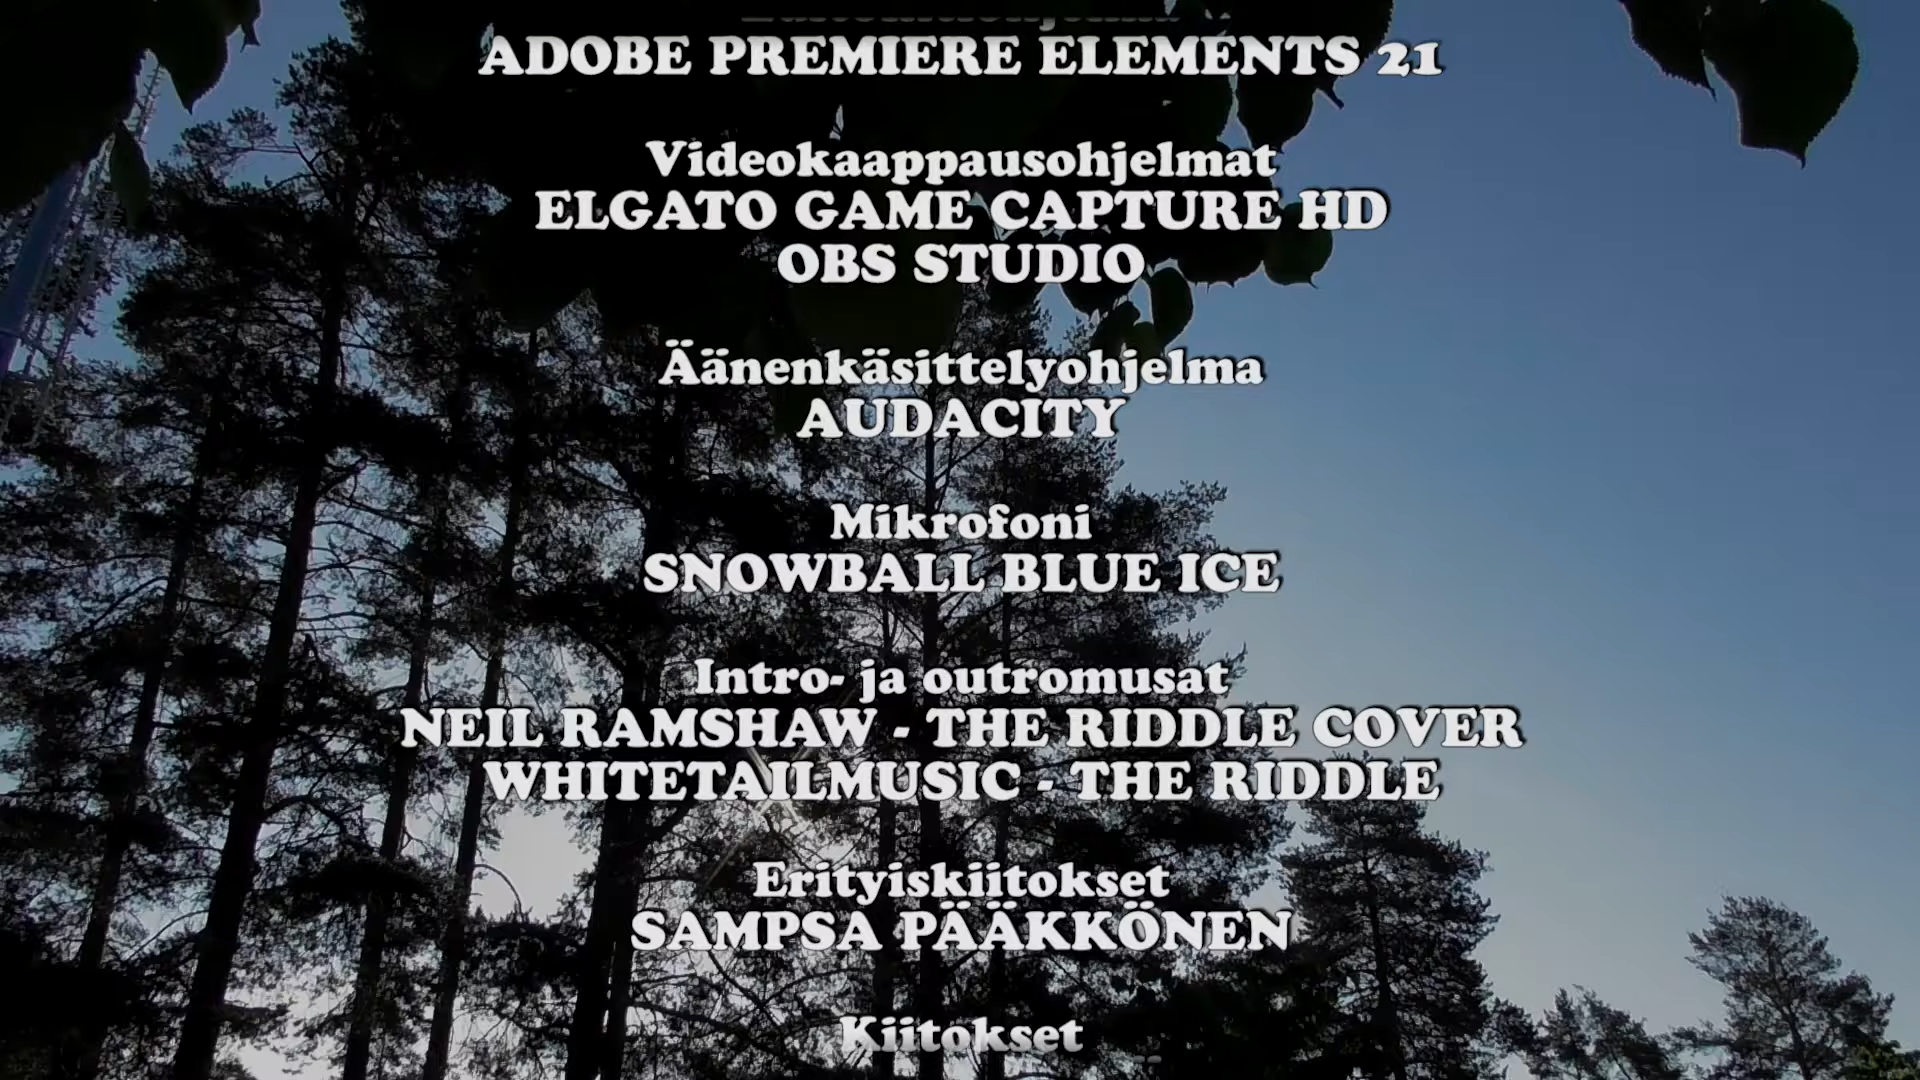 ADOBE PREMIERE ELEMENTS 21
Videokaappausohjelmat
ELGATO GAME CAPTURE HD
OBS STUDIO
Äänenkäsittelyohjelma
AUDACITY
Mikrofoni
SNOWBALL BLUE ICE
Intro- ja outromusat
NEIL RAMSHAW - THE RIDDLE COVER
WHITETAILMUSIC - THE RIDDLE
Erityiskiitokset
SAMPSA PÄÄKKÖNEN
Kiitokset